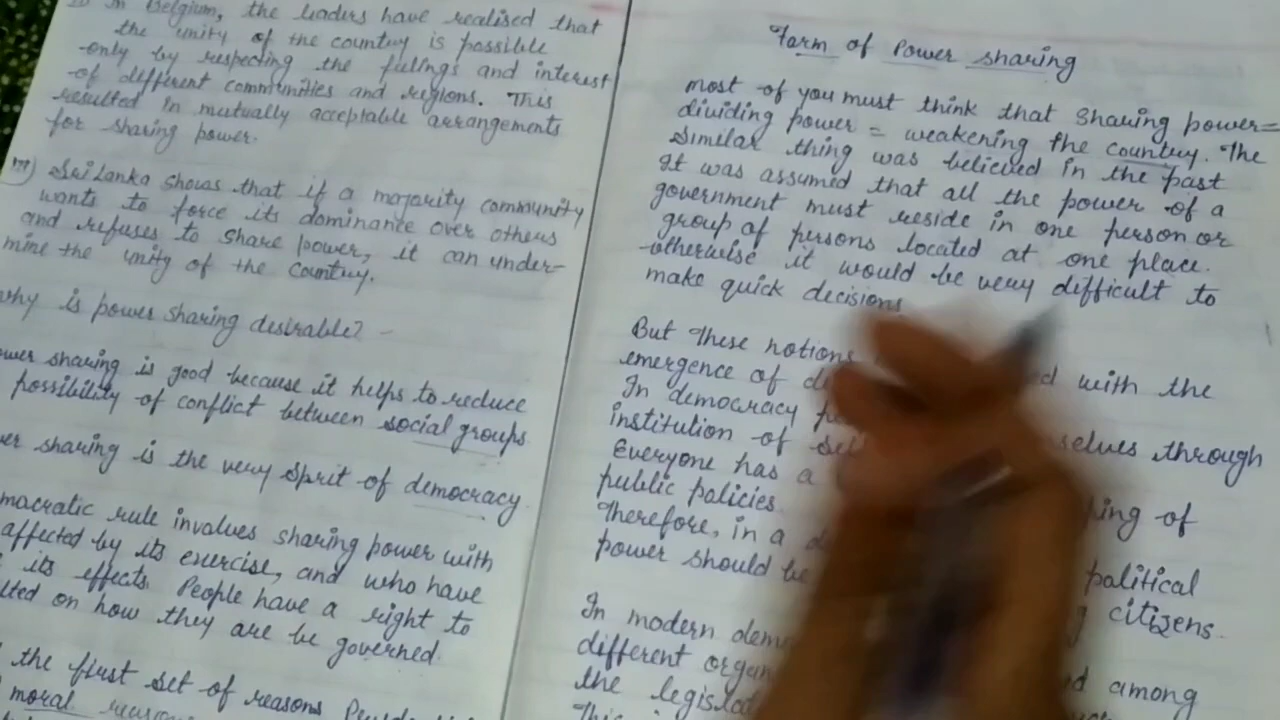 In Belgium, the leaders have realised that
the unity of the country is possible
only by respecting the fulings and interest
of different communities and regions. This
resulted in mutually acceptable arrangements
for sharing power.
Sri Lanka shows that if a majority community
wants to force its dominance over others
and refuses to share power, it can under-
mine the unity of the country.
why is power sharing desirable? -
wer sharing is good because it helps to reduce
possibility of conflict between social groups.
er sharing is the very sprit of democracy
macratic rule involves sharing power with
affected by its exercise, and who have
its effects. People have a right to
lted on how they are be governed.
the first set of reasons
moral
Form of Power sharing
most of you must think that sharing power=
dividing power = weakening the country. The
similar thing was believed in the past
It was assumed that all the power of a
government must reside in one person or
group of persons located at one place.
otherwise it would be very difficult to
make quick decisions
But these notions with the
emergence of
In democracy
institution of selves through
Everyone has a ping of
public policies.
Therefore, in a political
power should be citizens.
In modern among
different
the